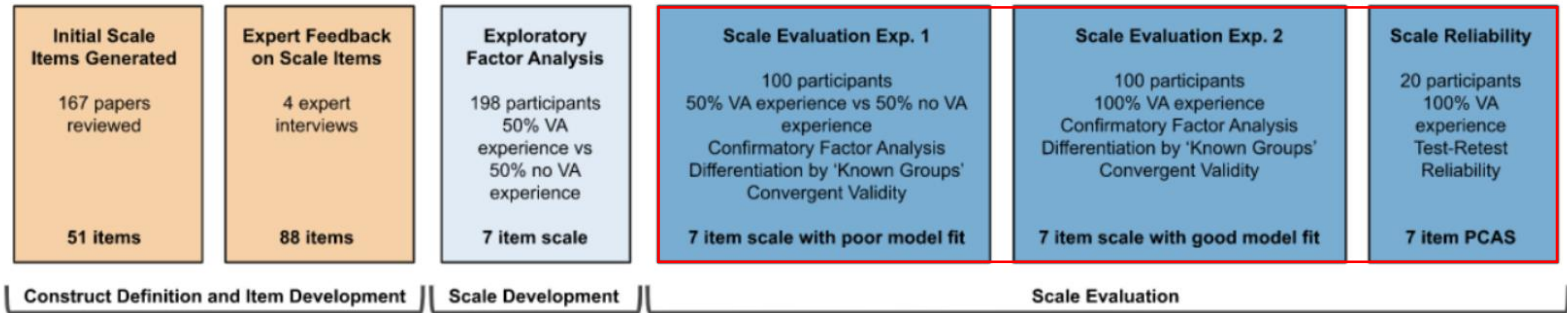 Initial Scale
Items Generated
167 papers
reviewed
51 items
Expert Feedback
on Scale Items
4 expert
interviews
88 items
Exploratory
Factor Analysis
198 participants
50% VA
experience vs
50% no VA
experience
7 item scale
Scale Evaluation Exp. 1
100 participants
50% VA experience vs 50% no VA
experience
Confirmatory Factor Analysis
Differentiation by ‘Known Groups’
Convergent Validity
7 item scale with poor model fit
Scale Evaluation Exp. 2
100 participants
100% VA experience
Confirmatory Factor Analysis
Differentiation by ‘Known Groups’
Convergent Validity
7 item scale with good model fit
Scale Reliability
20 participants
100% VA
experience
Test-Retest
Reliability
7 item PCAS
Construct Definition and Item Development
Scale Development
Scale Evaluation